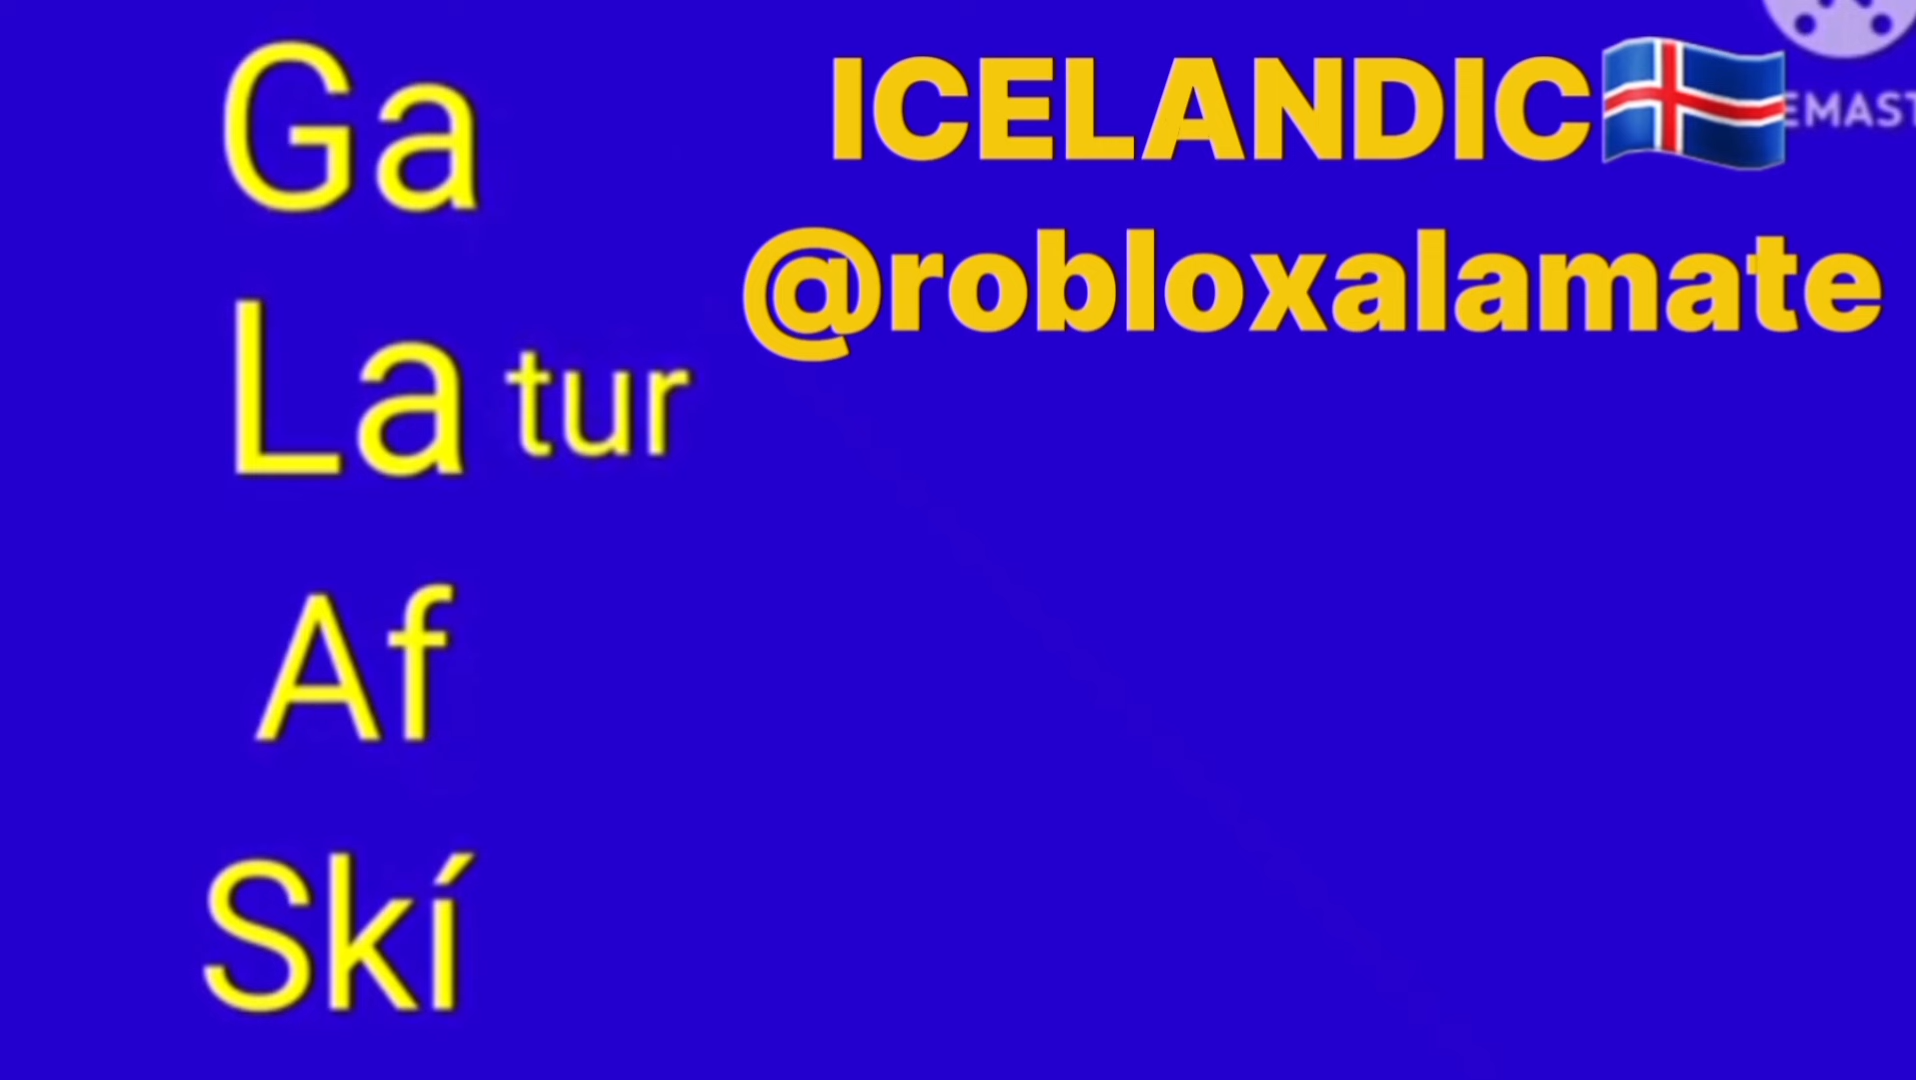 Ga
ICELANDIC🇮🇸
@robloxalamate
La tur
Af
Skí